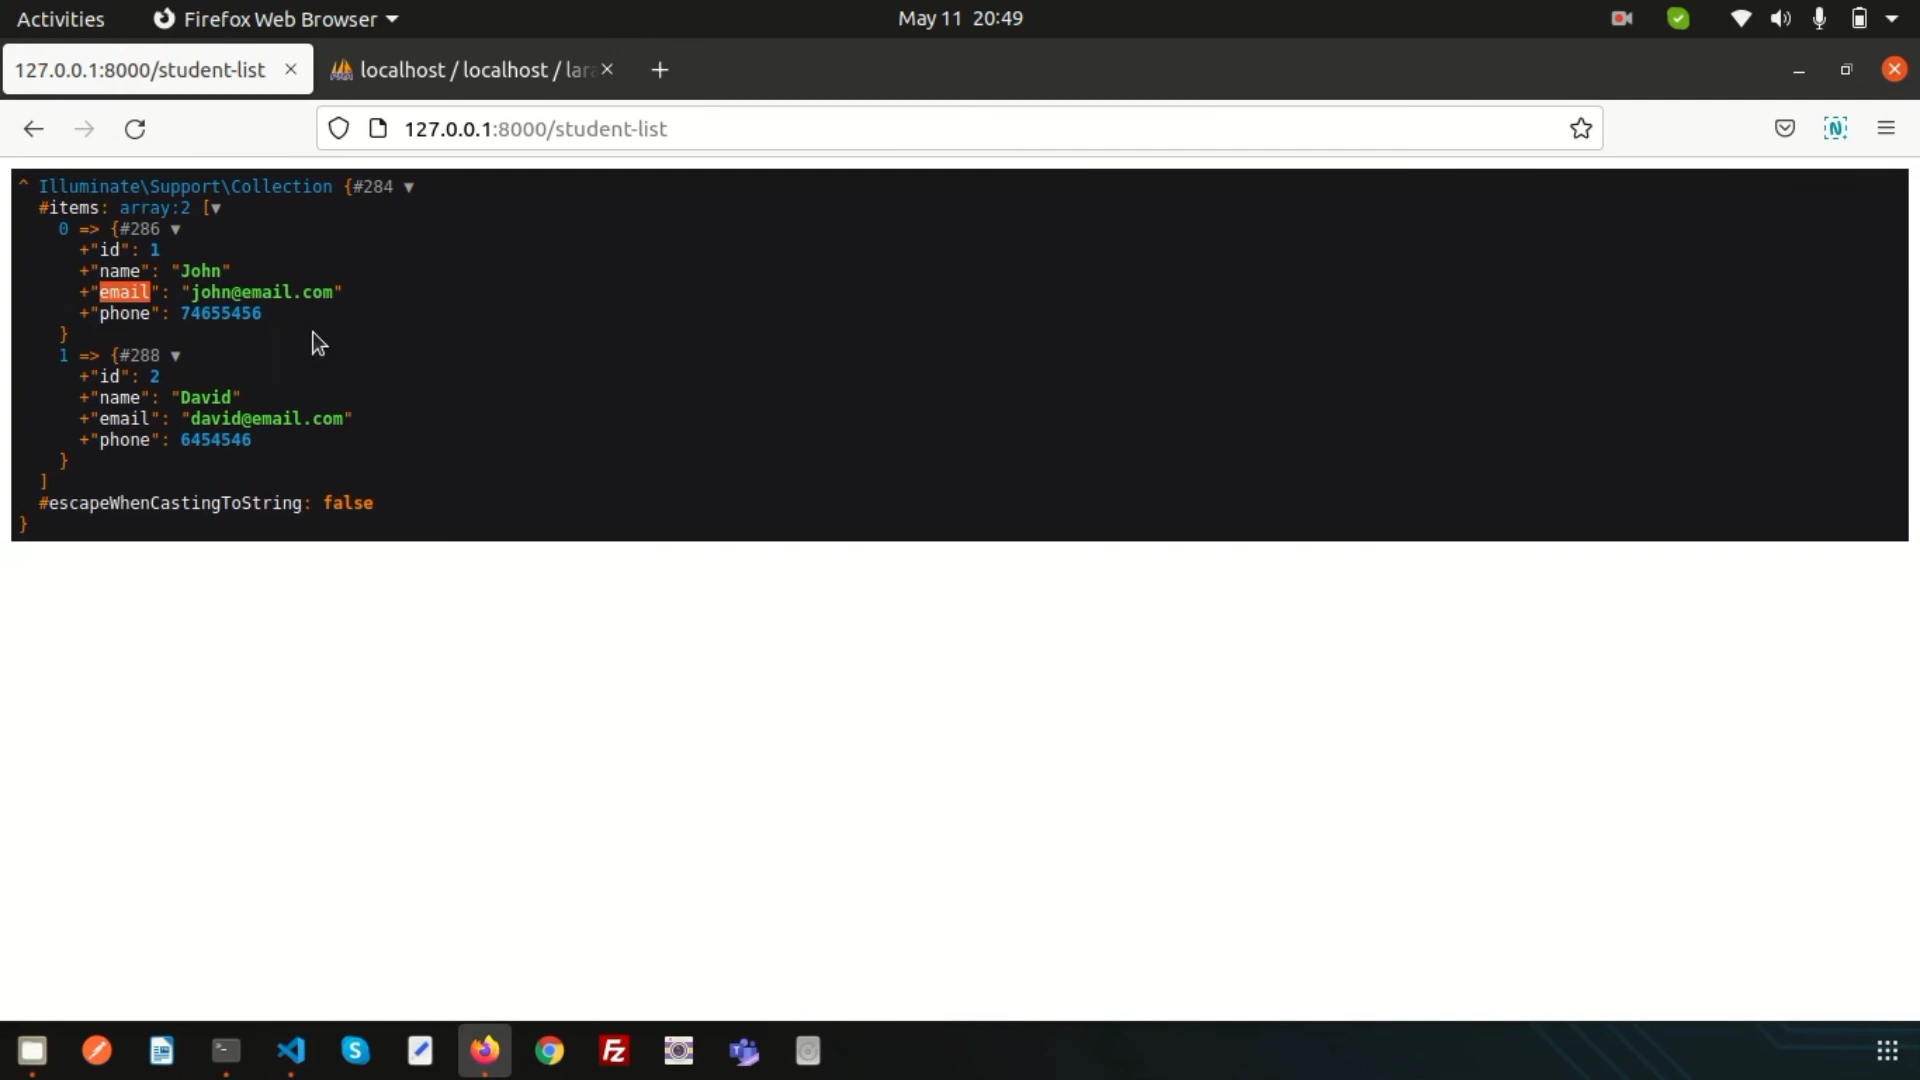 Activities Firefox Web Browser May 11 20:49
127.0.0.1:8000/student-list localhost / localhost / lar
127.0.0.1:8000/student-list
^ Illuminate\Support\Collection {#284 ▼
#items: array:2 [▼
0 => {#286 ▼
+"id": 1
+"name": "John"
+"email": "john@email.com"
+"phone": 74655456
}
1 => {#288 ▼
+"id": 2
+"name": "David"
+"email": "david@email.com"
+"phone": 6454546
}
]
#escapeWhenCastingToString: false
}